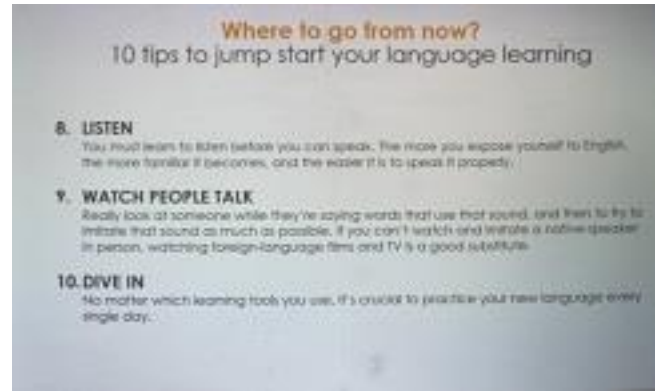 Where to go from now?
10 tips to jump start your language learning
8. LISTEN
You must learn to listen before you can speak. The more you expose yourself to English,
the more familiar it becomes, and the easier it is to speak it properly.
9. WATCH PEOPLE TALK
Really look at someone while they're saying words that use that sound, and then to try to
imitate that sound as much as possible. If you can't watch and imitate a native speaker
in person, watching foreign-language films and TV is a good substitute.
10. DIVE IN
No matter which learning tools you use, it's crucial to practice your new language every
single day.